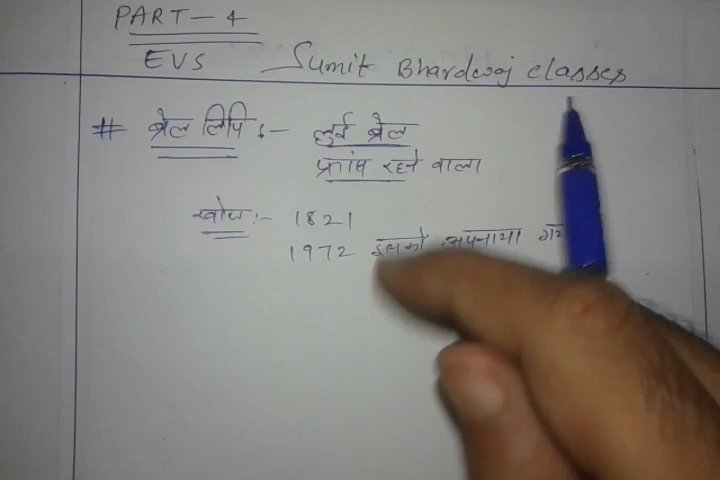 PART-4
EVS Sumit Bhardwaj classes
# ब्रेल लिपि :- लुई ब्रेल
फ्रांस रहने वाला
खोज :- 1821
1972 इसको अपनाया